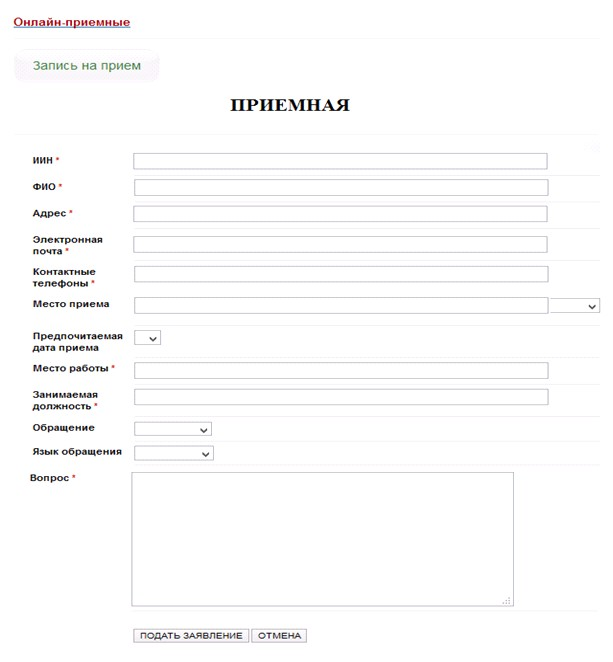 Онлайн-приемные
Запись на прием
ПРИЕМНАЯ
ИИН *
ФИО *
Адрес *
Электронная
почта *
Контактные
телефоны *
Место приема
Предпочитаемая
дата приема
Место работы *
Занимаемая
должность *
Обращение
Язык обращения
Вопрос *
ПОДАТЬ ЗАЯВЛЕНИЕ ОТМЕНА